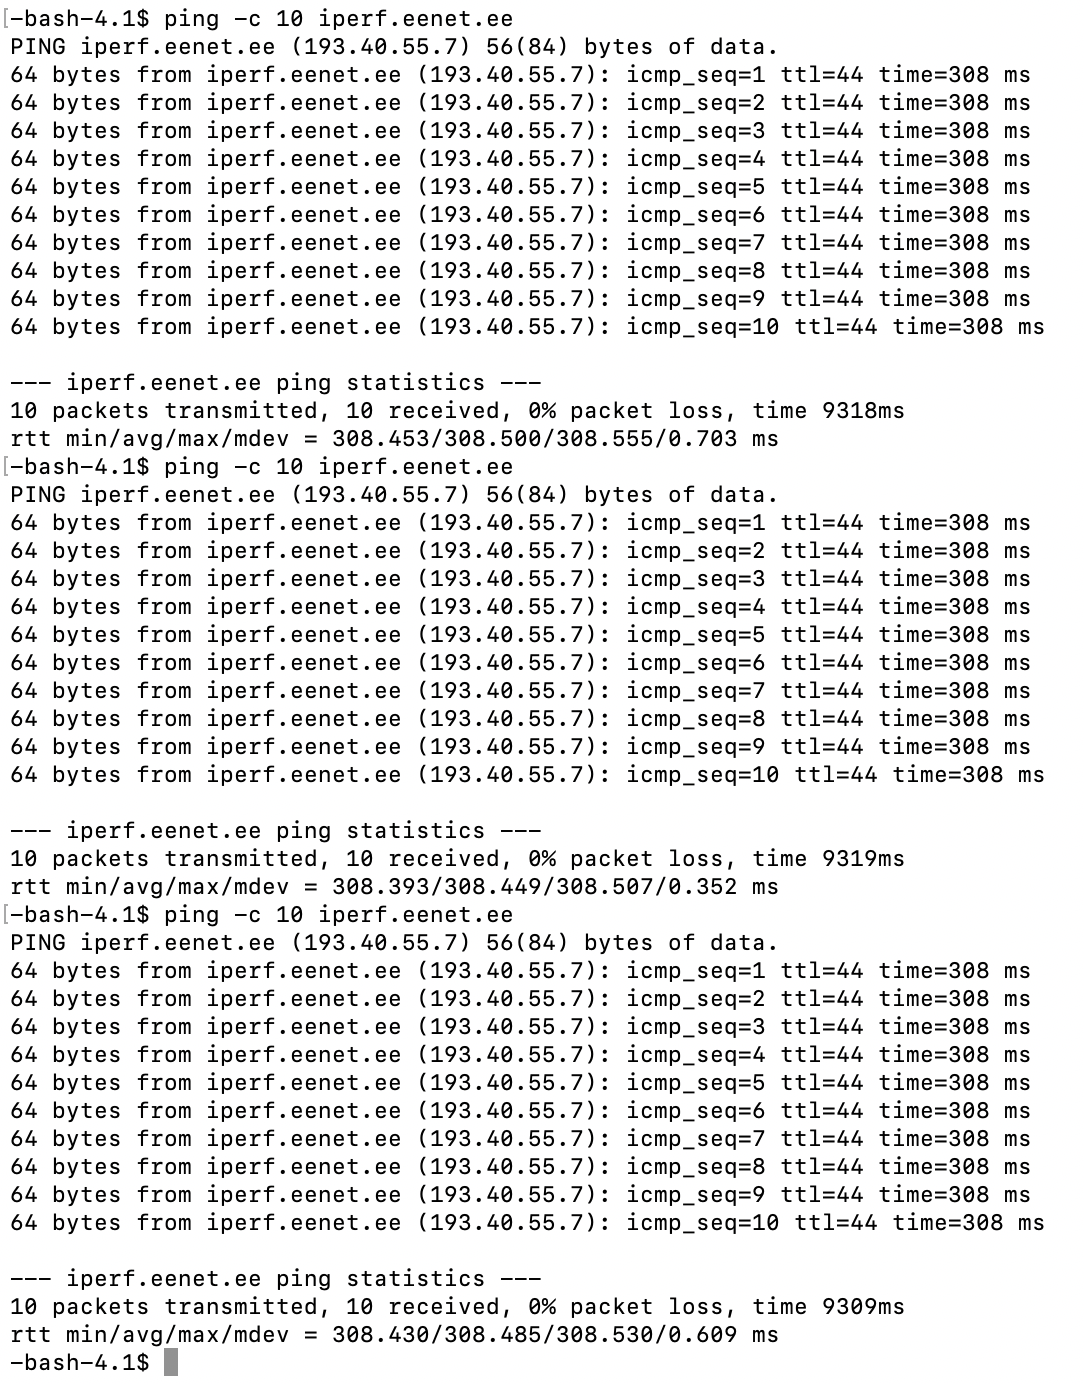 [-bash-4.1$ ping -c 10 iperf.eenet.ee
PING iperf.eenet.ee (193.40.55.7) 56(84) bytes of data.
64 bytes from iperf.eenet.ee (193.40.55.7): icmp_seq=1 ttl=44 time=308 ms
64 bytes from iperf.eenet.ee (193.40.55.7): icmp_seq=2 ttl=44 time=308 ms
64 bytes from iperf.eenet.ee (193.40.55.7): icmp_seq=3 ttl=44 time=308 ms
64 bytes from iperf.eenet.ee (193.40.55.7): icmp_seq=4 ttl=44 time=308 ms
64 bytes from iperf.eenet.ee (193.40.55.7): icmp_seq=5 ttl=44 time=308 ms
64 bytes from iperf.eenet.ee (193.40.55.7): icmp_seq=6 ttl=44 time=308 ms
64 bytes from iperf.eenet.ee (193.40.55.7): icmp_seq=7 ttl=44 time=308 ms
64 bytes from iperf.eenet.ee (193.40.55.7): icmp_seq=8 ttl=44 time=308 ms
64 bytes from iperf.eenet.ee (193.40.55.7): icmp_seq=9 ttl=44 time=308 ms
64 bytes from iperf.eenet.ee (193.40.55.7): icmp_seq=10 ttl=44 time=308 ms

--- iperf.eenet.ee ping statistics ---
10 packets transmitted, 10 received, 0% packet loss, time 9318ms
rtt min/avg/max/mdev = 308.453/308.500/308.555/0.703 ms
[-bash-4.1$ ping -c 10 iperf.eenet.ee
PING iperf.eenet.ee (193.40.55.7) 56(84) bytes of data.
64 bytes from iperf.eenet.ee (193.40.55.7): icmp_seq=1 ttl=44 time=308 ms
64 bytes from iperf.eenet.ee (193.40.55.7): icmp_seq=2 ttl=44 time=308 ms
64 bytes from iperf.eenet.ee (193.40.55.7): icmp_seq=3 ttl=44 time=308 ms
64 bytes from iperf.eenet.ee (193.40.55.7): icmp_seq=4 ttl=44 time=308 ms
64 bytes from iperf.eenet.ee (193.40.55.7): icmp_seq=5 ttl=44 time=308 ms
64 bytes from iperf.eenet.ee (193.40.55.7): icmp_seq=6 ttl=44 time=308 ms
64 bytes from iperf.eenet.ee (193.40.55.7): icmp_seq=7 ttl=44 time=308 ms
64 bytes from iperf.eenet.ee (193.40.55.7): icmp_seq=8 ttl=44 time=308 ms
64 bytes from iperf.eenet.ee (193.40.55.7): icmp_seq=9 ttl=44 time=308 ms
64 bytes from iperf.eenet.ee (193.40.55.7): icmp_seq=10 ttl=44 time=308 ms

--- iperf.eenet.ee ping statistics ---
10 packets transmitted, 10 received, 0% packet loss, time 9319ms
rtt min/avg/max/mdev = 308.393/308.449/308.507/0.352 ms
[-bash-4.1$ ping -c 10 iperf.eenet.ee
PING iperf.eenet.ee (193.40.55.7) 56(84) bytes of data.
64 bytes from iperf.eenet.ee (193.40.55.7): icmp_seq=1 ttl=44 time=308 ms
64 bytes from iperf.eenet.ee (193.40.55.7): icmp_seq=2 ttl=44 time=308 ms
64 bytes from iperf.eenet.ee (193.40.55.7): icmp_seq=3 ttl=44 time=308 ms
64 bytes from iperf.eenet.ee (193.40.55.7): icmp_seq=4 ttl=44 time=308 ms
64 bytes from iperf.eenet.ee (193.40.55.7): icmp_seq=5 ttl=44 time=308 ms
64 bytes from iperf.eenet.ee (193.40.55.7): icmp_seq=6 ttl=44 time=308 ms
64 bytes from iperf.eenet.ee (193.40.55.7): icmp_seq=7 ttl=44 time=308 ms
64 bytes from iperf.eenet.ee (193.40.55.7): icmp_seq=8 ttl=44 time=308 ms
64 bytes from iperf.eenet.ee (193.40.55.7): icmp_seq=9 ttl=44 time=308 ms
64 bytes from iperf.eenet.ee (193.40.55.7): icmp_seq=10 ttl=44 time=308 ms

--- iperf.eenet.ee ping statistics ---
10 packets transmitted, 10 received, 0% packet loss, time 9309ms
rtt min/avg/max/mdev = 308.430/308.485/308.530/0.609 ms
-bash-4.1$